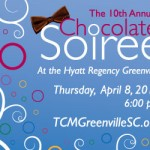 The 10th Annu
Chocolate
Soiree
At the Hyatt Regency Greenv
Thursday, April 8, 20
6:00 p
TCMGreenvilleSC.o